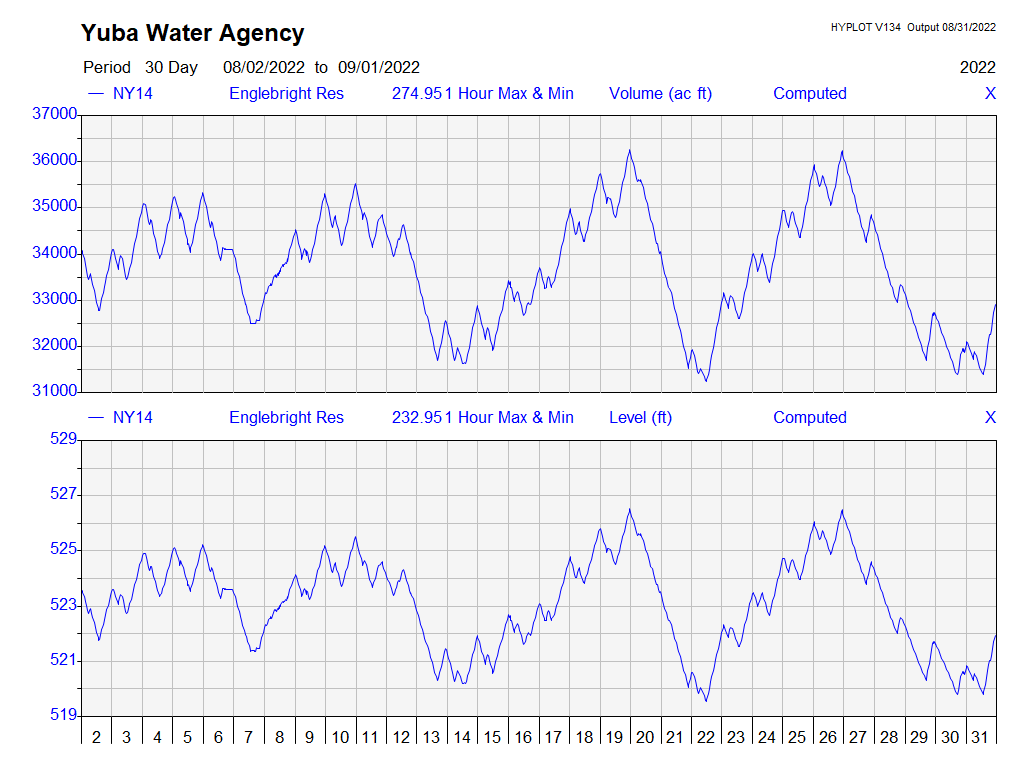 Yuba Water Agency
HYPLOT V134 Output 08/31/2022
Period 30 Day 08/02/2022 to 09/01/2022 2022
NY14 Englebright Res 274.951 Hour Max & Min Volume (ac ft) Computed X
37000
36000
35000
34000
33000
32000
31000
NY14 Englebright Res 232.951 Hour Max & Min Level (ft) Computed X
529
527
525
523
521
519
2 3 4 5 6 7 8 9 10 11 12 13 14 15 16 17 18 19 20 21 22 23 24 25 26 27 28 29 30 31